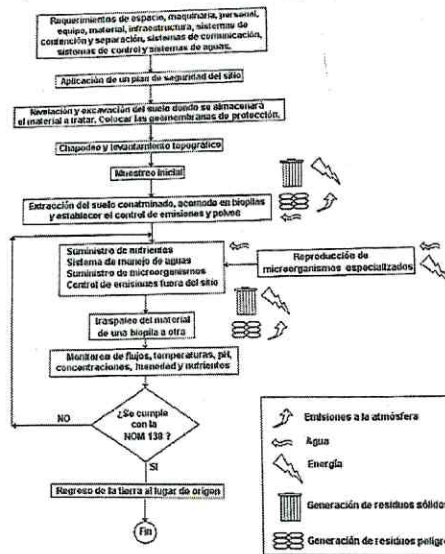 Requerimientos de espacio, maquinaria, personal,
equipo, material, infraestructura, sistemas de
contención y separación, sistemas de comunicación,
sistemas de control y sistemas de aguas.
Aplicación de un plan de seguridad del sitio
Nivelación y excavación del suelo donde se almacenará
el material a tratar. Colocar las geomembranas de protección.
Chapodeo y levantamiento topográfico
Muestreo inicial
Extracción del suelo conatminado, acomodo en biopilas
y establecer el control de emisiones y polvos
Suministro de nutrientes
Sistema de manejo de aguas
Suministro de microorganismos
Control de emisiones fuera del sitio
Reproducción de
microorganismos especializados
Traspaleo del material
de una biopila a otra
Monitoreo de flujos, temperaturas, pH,
concentraciones, humedad y nutrientes
¿Se cumple
con la
NOM 138 ?
NO
SI
Regreso de la tierra al lugar de origen
Fin
Emisiones a la atmósfera
Agua
Energía
Generación de residuos sólidos
Generación de residuos peligro